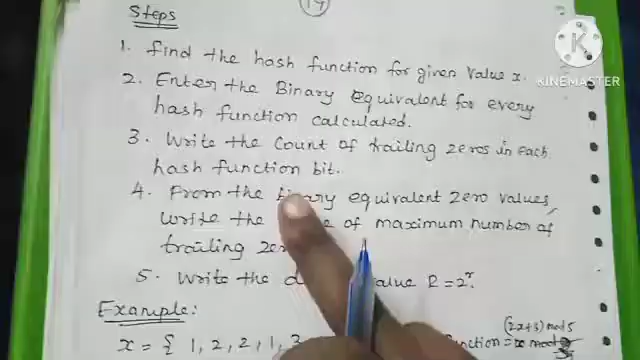 Steps
14
1. Find the hash function for given value x.
2. Enter the Binary Equivalent for every
hash function calculated.
3. Write the count of trailing zeros in each
hash function bit.
4. From the binary equivalent zero values,
write the of maximum number of
trailing
5. Write the value R = 2^r.
Example:
x = { 1, 2, 2, 1, 3
(2x+3) mod 5
KINEMASTER